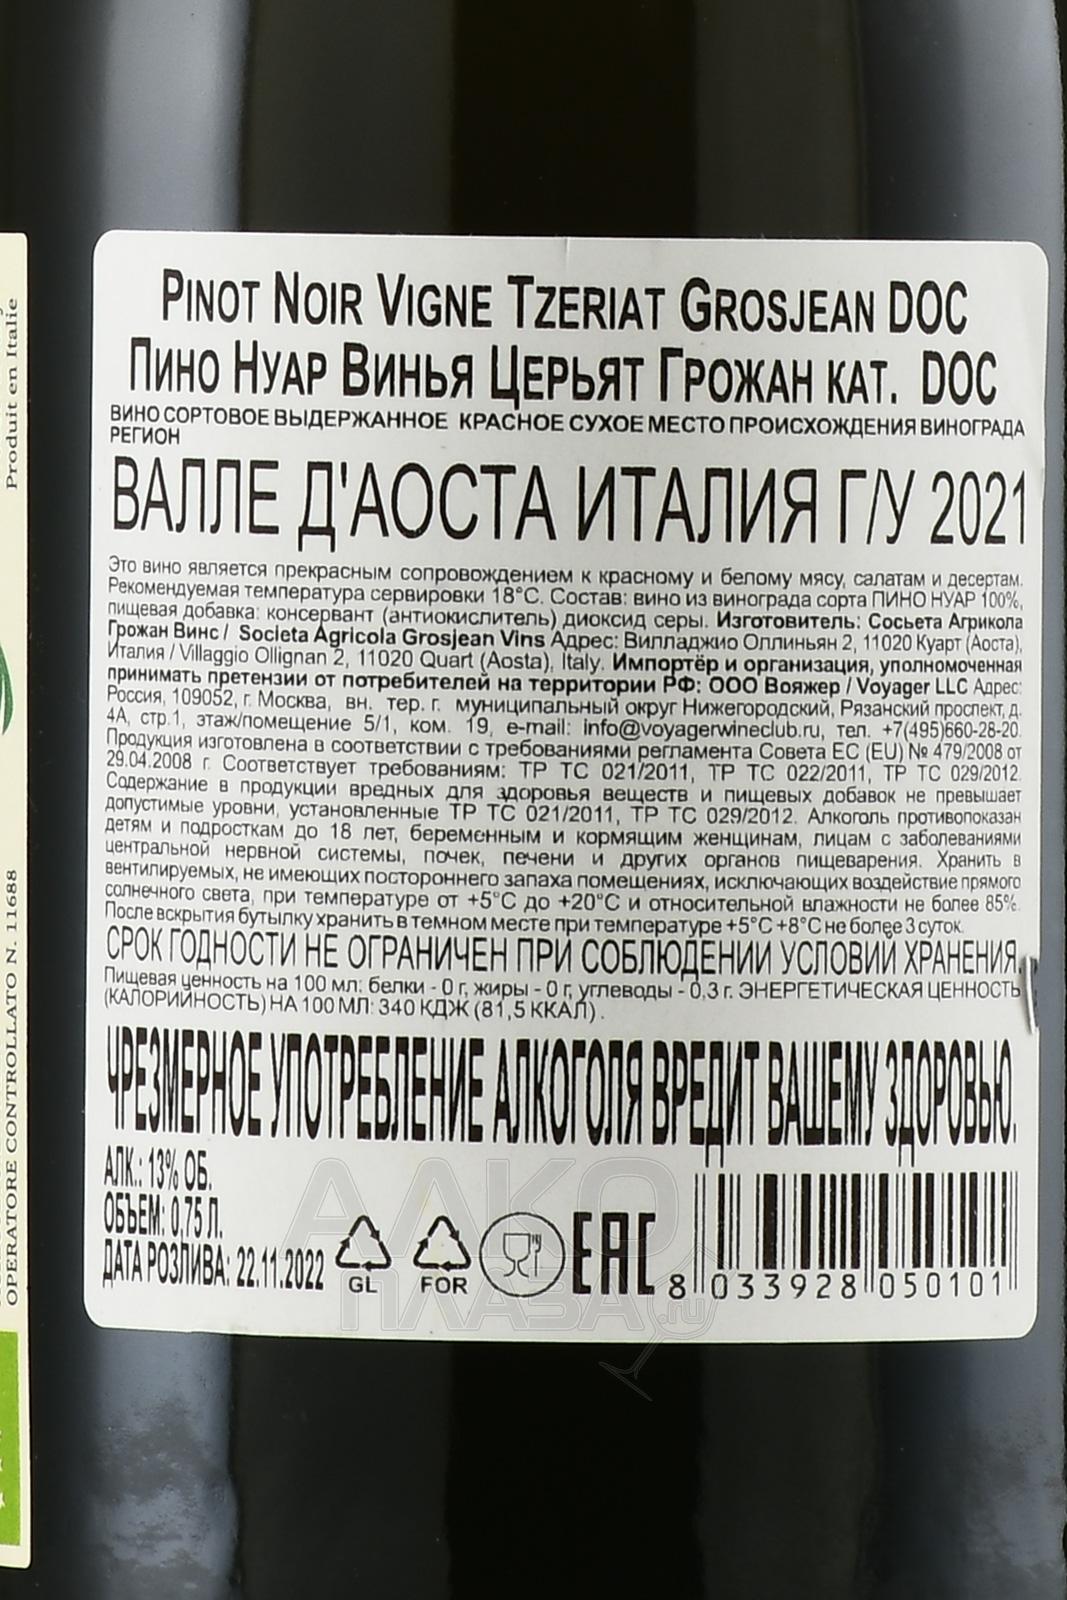 Produit en Italie
OPERATORE CONTROLLATO N. 11688
PINOT NOIR VIGNE TZERIAT GROSJEAN DOC
ПИНО НУАР ВИНЬЯ ЦЕРЬЯТ ГРОЖАН КАТ. DOC
ВИНО СОРТОВОЕ ВЫДЕРЖАННОЕ КРАСНОЕ СУХОЕ МЕСТО ПРОИСХОЖДЕНИЯ ВИНОГРАДА
РЕГИОН
ВАЛЛЕ Д'АОСТА ИТАЛИЯ Г/У 2021
Это вино является прекрасным сопровождением к красному и белому мясу, салатам и десертам.
Рекомендуемая температура сервировки 18°С. Состав: вино из винограда сорта ПИНО НУАР 100%,
пищевая добавка: консервант (антиокислитель) диоксид серы. Изготовитель: Сосьета Агрикола
Грожан Винс / Societa Agricola Grosjean Vins Адрес: Вилладжио Оллиньян 2, 11020 Куарт (Аоста),
Италия / Villaggio Ollignan 2, 11020 Quart (Aosta), Italy. Импортёр и организация, уполномоченная
принимать претензии от потребителей на территории РФ: ООО Вояжер / Voyager LLC Адрес:
Россия, 109052, г. Москва, вн. тер. г. муниципальный округ Нижегородский, Рязанский проспект, д.
4А, стр.1, этаж/помещение 5/1, ком. 19, e-mail: info@voyagerwineclub.ru, тел. +7(495)660-28-20.
Продукция изготовлена в соответствии с требованиями регламента Совета ЕС (EU) № 479/2008 от
29.04.2008 г. Соответствует требованиям: ТР ТС 021/2011, ТР ТС 022/2011, ТР ТС 029/2012.
Содержание в продукции вредных для здоровья веществ и пищевых добавок не превышает
допустимые уровни, установленные ТР ТС 021/2011, ТР ТС 029/2012. Алкоголь противопоказан
детям и подросткам до 18 лет, беременным и кормящим женщинам, лицам с заболеваниями
центральной нервной системы, почек, печени и других органов пищеварения. Хранить в
вентилируемых, не имеющих постороннего запаха помещениях, исключающих воздействие прямого
солнечного света, при температуре от +5°С до +20°С и относительной влажности не более 85%.
После вскрытия бутылку хранить в темном месте при температуре +5°С +8°С не более 3 суток.
СРОК ГОДНОСТИ НЕ ОГРАНИЧЕН ПРИ СОБЛЮДЕНИИ УСЛОВИЙ ХРАНЕНИЯ.
Пищевая ценность на 100 мл: белки - 0 г, жиры - 0 г, углеводы - 0,3 г. ЭНЕРГЕТИЧЕСКАЯ ЦЕННОСТЬ
(КАЛОРИЙНОСТЬ) НА 100 МЛ: 340 КДЖ (81,5 ККАЛ) .
ЧРЕЗМЕРНОЕ УПОТРЕБЛЕНИЕ АЛКОГОЛЯ ВРЕДИТ ВАШЕМУ ЗДОРОВЬЮ.
АЛК.: 13% ОБ.
ОБЪЕМ: 0,75 Л.
ДАТА РОЗЛИВА: 22.11.2022
GL FOR
EAC
8 033928 050101
АЛКО
ПЛАЗА.ru